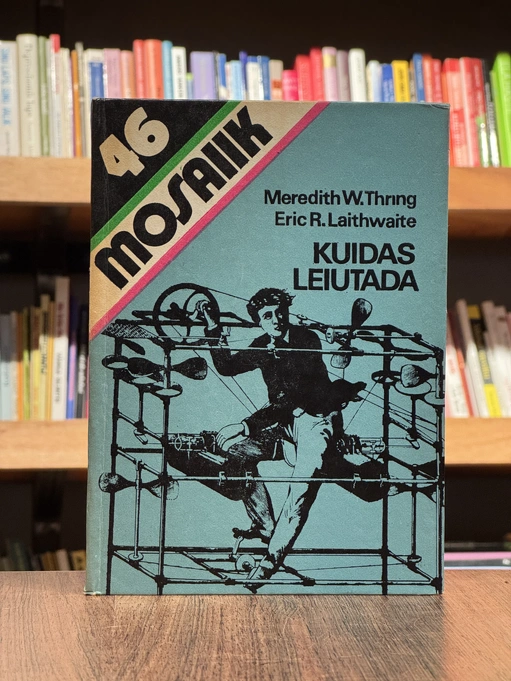 46
MOSAIIK
Meredith W. Thring
Eric R. Laithwaite
KUIDAS
LEIUTADA